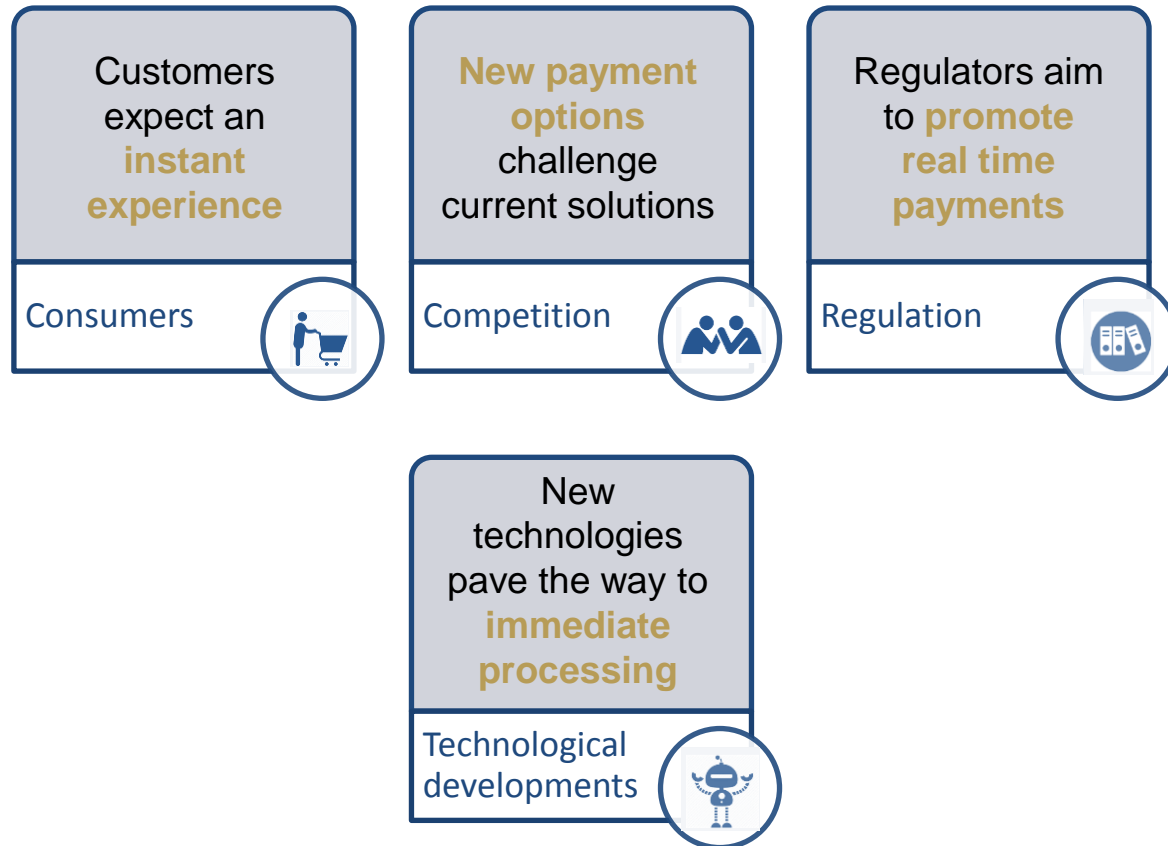 Customers
expect an
instant
experience
Consumers
New payment
options
challenge
current solutions
Competition
Regulators aim
to promote
real time
payments
Regulation
New
technologies
pave the way to
immediate
processing
Technological
developments